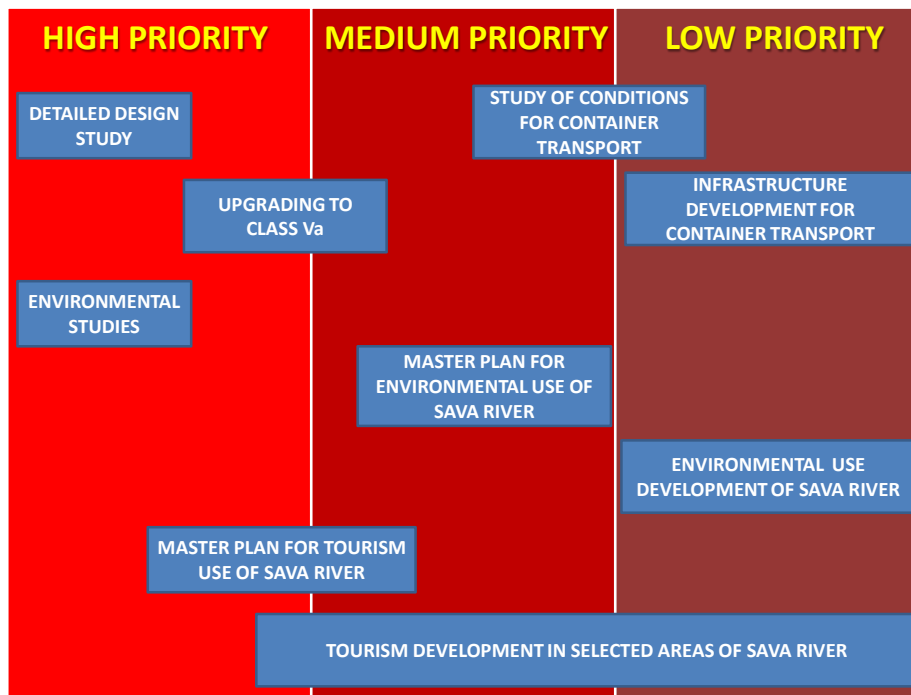 HIGH PRIORITY
MEDIUM PRIORITY
LOW PRIORITY
DETAILED DESIGN
STUDY
STUDY OF CONDITIONS
FOR CONTAINER
TRANSPORT
UPGRADING TO
CLASS Va
INFRASTRUCTURE
DEVELOPMENT FOR
CONTAINER TRANSPORT
ENVIRONMENTAL
STUDIES
MASTER PLAN FOR
ENVIRONMENTAL USE OF
SAVA RIVER
ENVIRONMENTAL USE
DEVELOPMENT OF SAVA RIVER
MASTER PLAN FOR TOURISM
USE OF SAVA RIVER
TOURISM DEVELOPMENT IN SELECTED AREAS OF SAVA RIVER